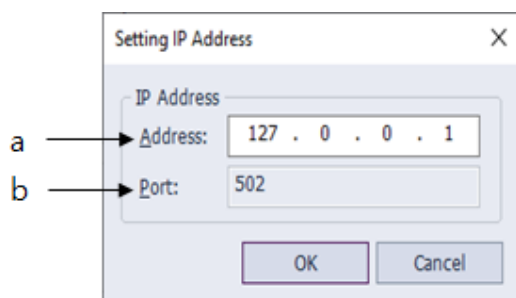 Setting IP Address
IP Address
a
Address: 127 . 0 . 0 . 1
b
Port: 502
OK Cancel